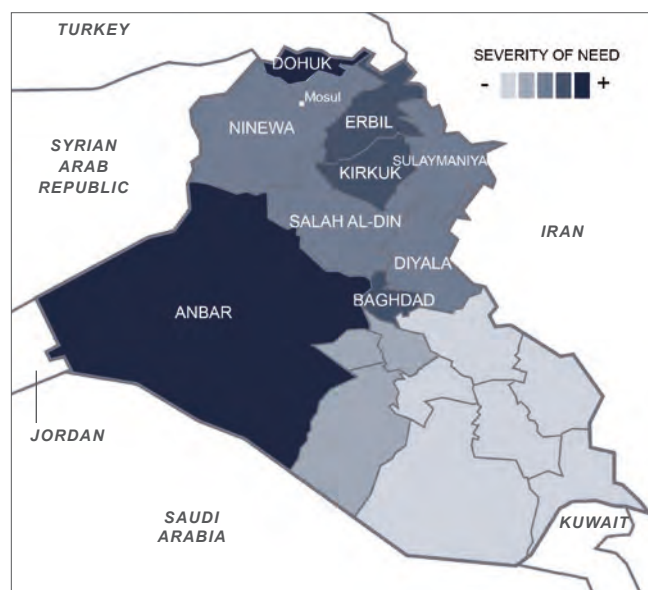 TURKEY
SEVERITY OF NEED
- +
DOHUK
Mosul
NINEWA
ERBIL
SYRIAN
ARAB
REPUBLIC
SULAYMANIYA
KIRKUK
SALAH AL-DIN
IRAN
DIYALA
BAGHDAD
ANBAR
JORDAN
SAUDI
ARABIA
KUWAIT